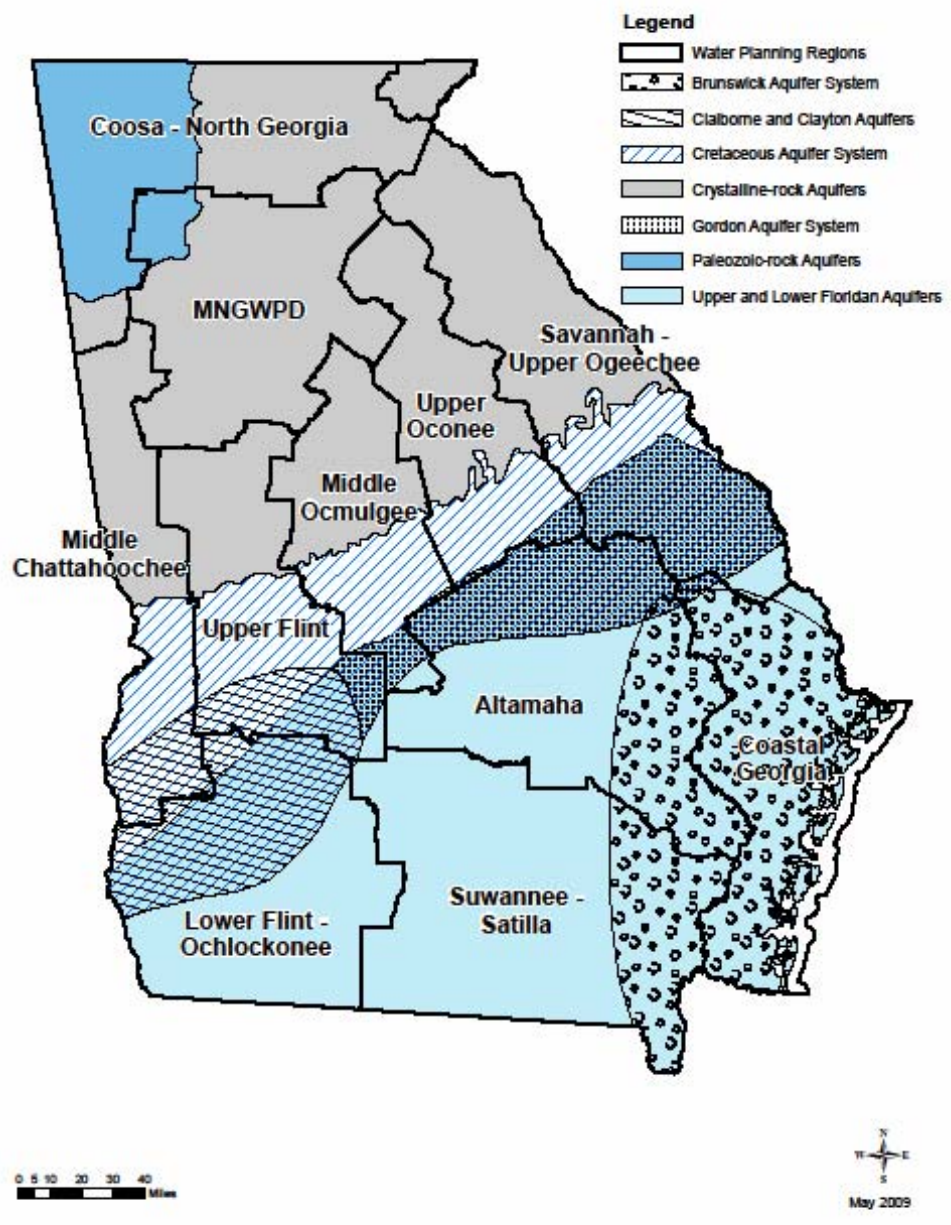 Legend
Water Planning Regions
Brunswick Aquifer System
Claiborne and Clayton Aquifers
Cretaceous Aquifer System
Crystalline-rock Aquifers
Gordon Aquifer System
Paleozoic-rock Aquifers
Upper and Lower Floridan Aquifers
Coosa - North Georgia
MNGWPD
Savannah -
Upper Ogeechee
Upper
Oconee
Middle
Ocmulgee
Middle
Chattahoochee
Upper Flint
Altamaha
Coastal
Georgia
Suwannee -
Satilla
Lower Flint -
Ochlockonee
N
W E
S
0 5 10 20 30 40
Miles
May 2009